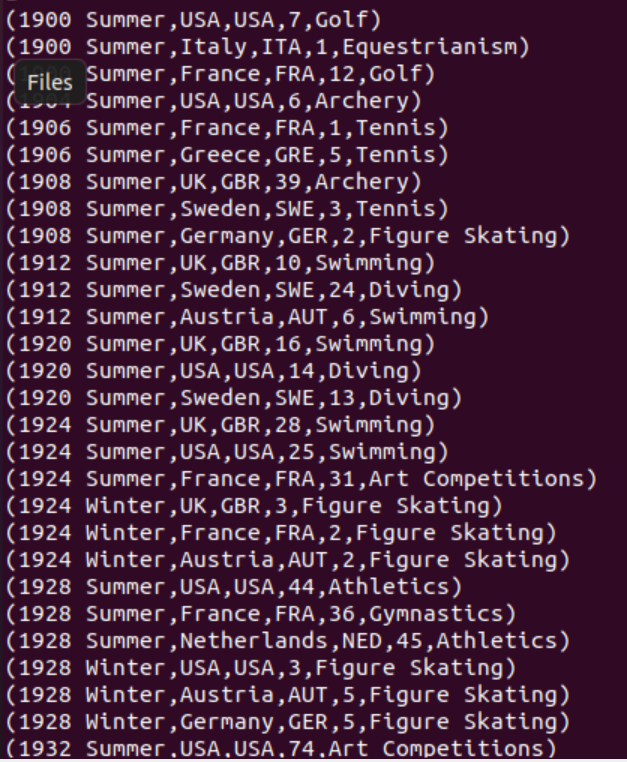 (1900 Summer,USA,USA,7,Golf)
(1900 Summer,Italy,ITA,1,Equestrianism)
(1900 Summer,France,FRA,12,Golf)
Files
(1904 Summer,USA,USA,6,Archery)
(1906 Summer,France,FRA,1,Tennis)
(1906 Summer,Greece,GRE,5,Tennis)
(1908 Summer,UK,GBR,39,Archery)
(1908 Summer,Sweden,SWE,3,Tennis)
(1908 Summer,Germany,GER,2,Figure Skating)
(1912 Summer,UK,GBR,10,Swimming)
(1912 Summer,Sweden,SWE,24,Diving)
(1912 Summer,Austria,AUT,6,Swimming)
(1920 Summer,UK,GBR,16,Swimming)
(1920 Summer,USA,USA,14,Diving)
(1920 Summer,Sweden,SWE,13,Diving)
(1924 Summer,UK,GBR,28,Swimming)
(1924 Summer,USA,USA,25,Swimming)
(1924 Summer,France,FRA,31,Art Competitions)
(1924 Winter,UK,GBR,3,Figure Skating)
(1924 Winter,France,FRA,2,Figure Skating)
(1924 Winter,Austria,AUT,2,Figure Skating)
(1928 Summer,USA,USA,44,Athletics)
(1928 Summer,France,FRA,36,Gymnastics)
(1928 Summer,Netherlands,NED,45,Athletics)
(1928 Winter,USA,USA,3,Figure Skating)
(1928 Winter,Austria,AUT,5,Figure Skating)
(1928 Winter,Germany,GER,5,Figure Skating)
(1932 Summer,USA,USA,74,Art Competitions)